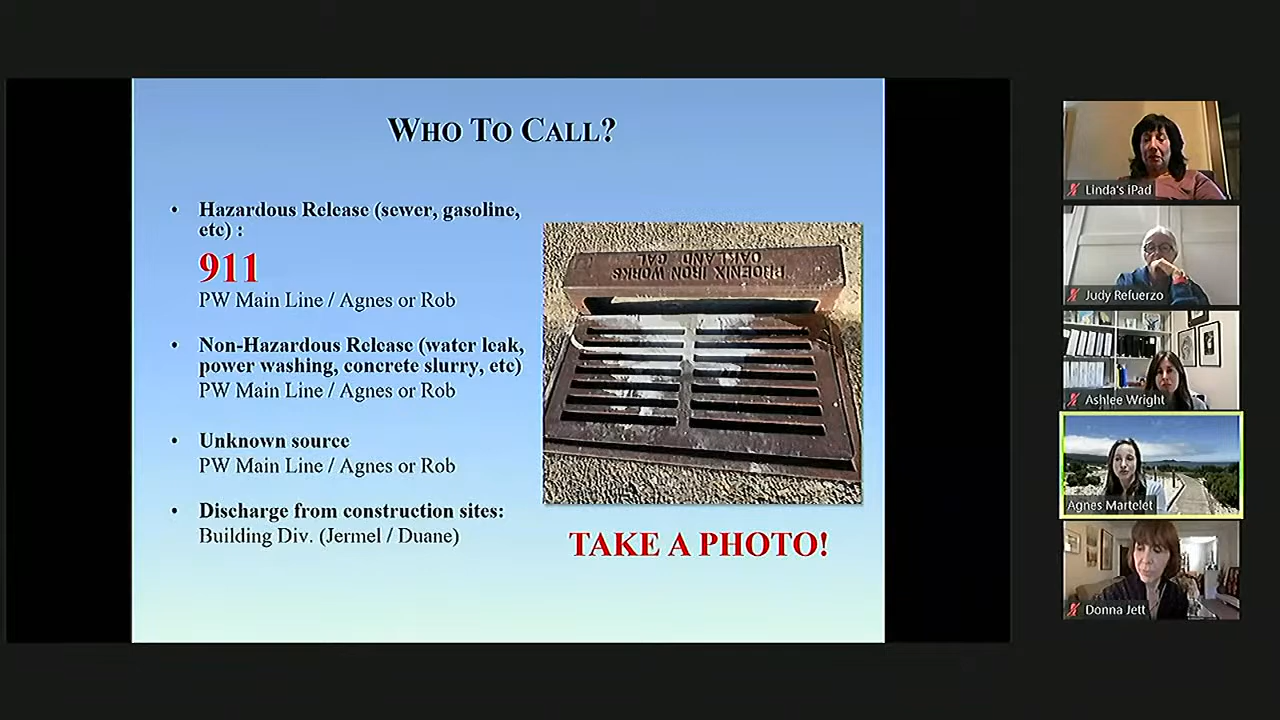 WHO TO CALL?
• Hazardous Release (sewer, gasoline,
etc) :
911
PW Main Line / Agnes or Rob
• Non-Hazardous Release (water leak,
power washing, concrete slurry, etc)
PW Main Line / Agnes or Rob
• Unknown source
PW Main Line / Agnes or Rob
• Discharge from construction sites:
Building Div. (Jermel / Duane)
PHOENIX IRON WORKS
OAKLAND CAL
TAKE A PHOTO!
Linda's iPad
Judy Refuerzo
Ashlee Wright
Agnes Martelet
Donna Jett